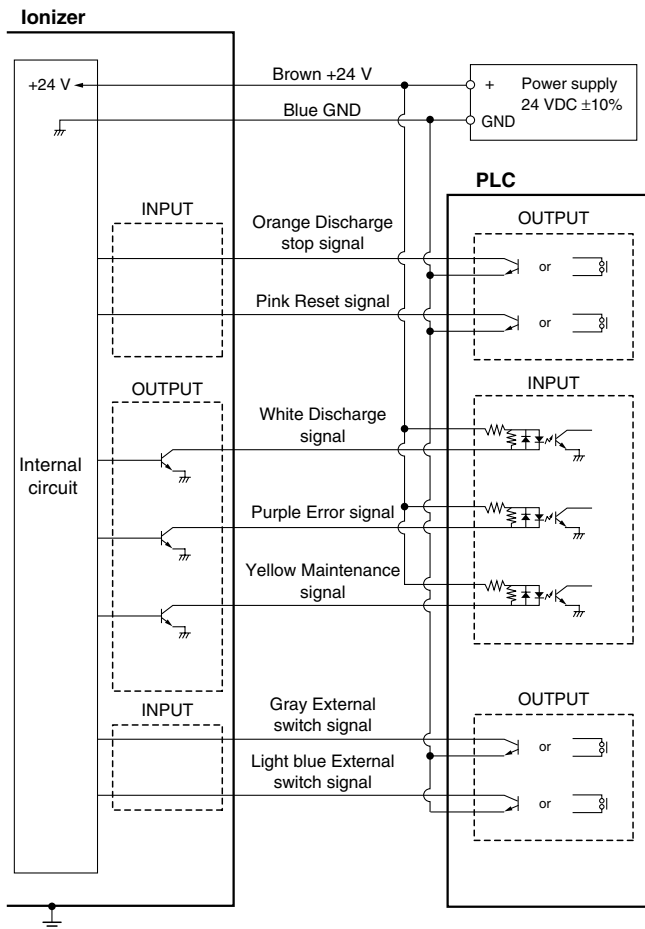 Ionizer
+24 V
Brown +24 V
Blue GND
+
Power supply
24 VDC ±10%
GND
PLC
INPUT
Orange Discharge
stop signal
OUTPUT
or
Pink Reset signal
or
OUTPUT
White Discharge
signal
INPUT
Internal
circuit
Purple Error signal
Yellow Maintenance
signal
INPUT
Gray External
switch signal
OUTPUT
or
Light blue External
switch signal
or